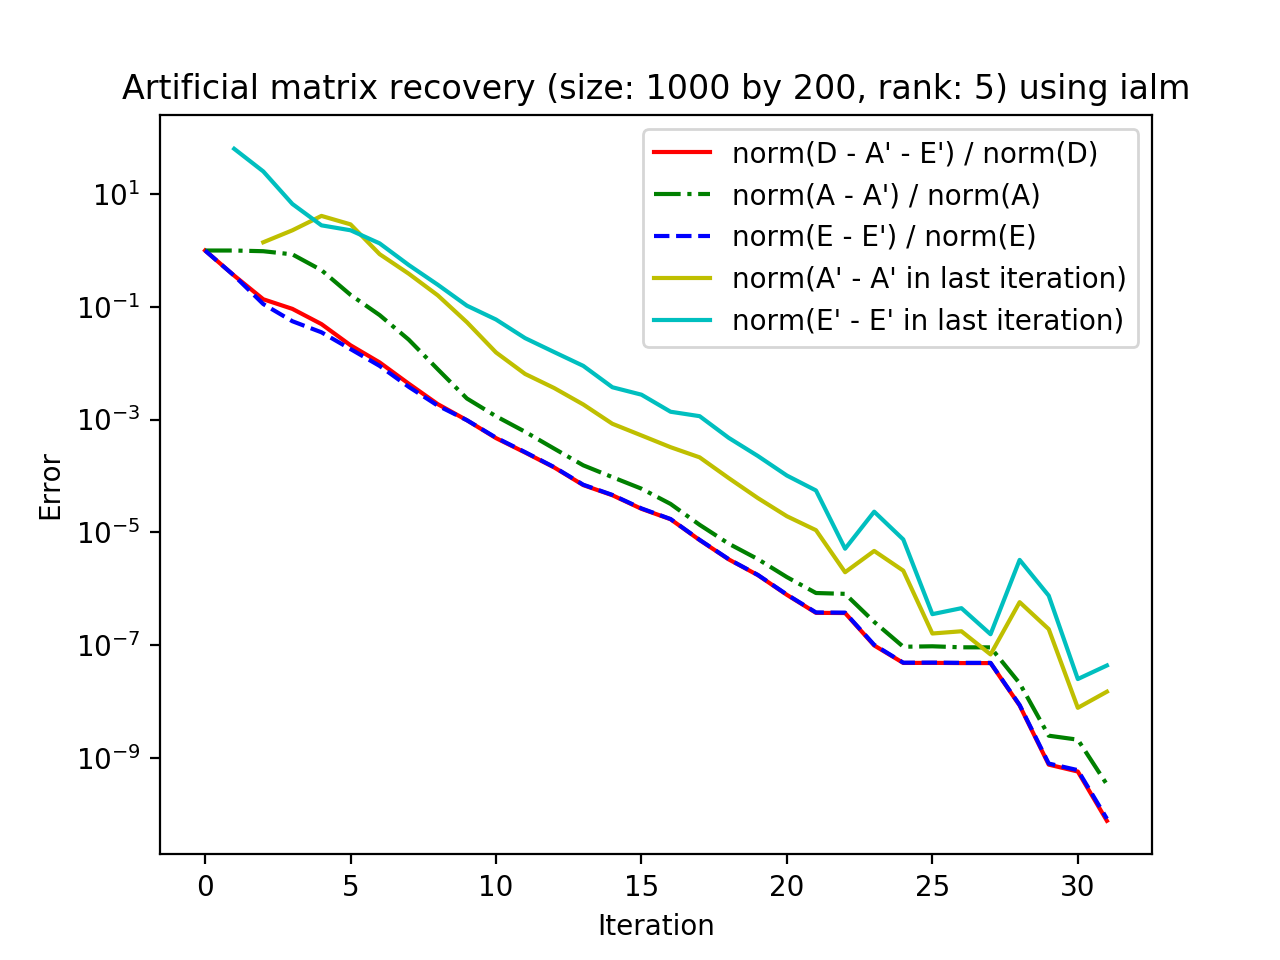 Artificial matrix recovery (size: 1000 by 200, rank: 5) using ialm
norm(D - A' - E') / norm(D)
norm(A - A') / norm(A)
norm(E - E') / norm(E)
norm(A' - A' in last iteration)
norm(E' - E' in last iteration)
10¹
10⁻¹
10⁻³
10⁻⁵
10⁻⁷
10⁻⁹
Error
0 5 10 15 20 25 30
Iteration